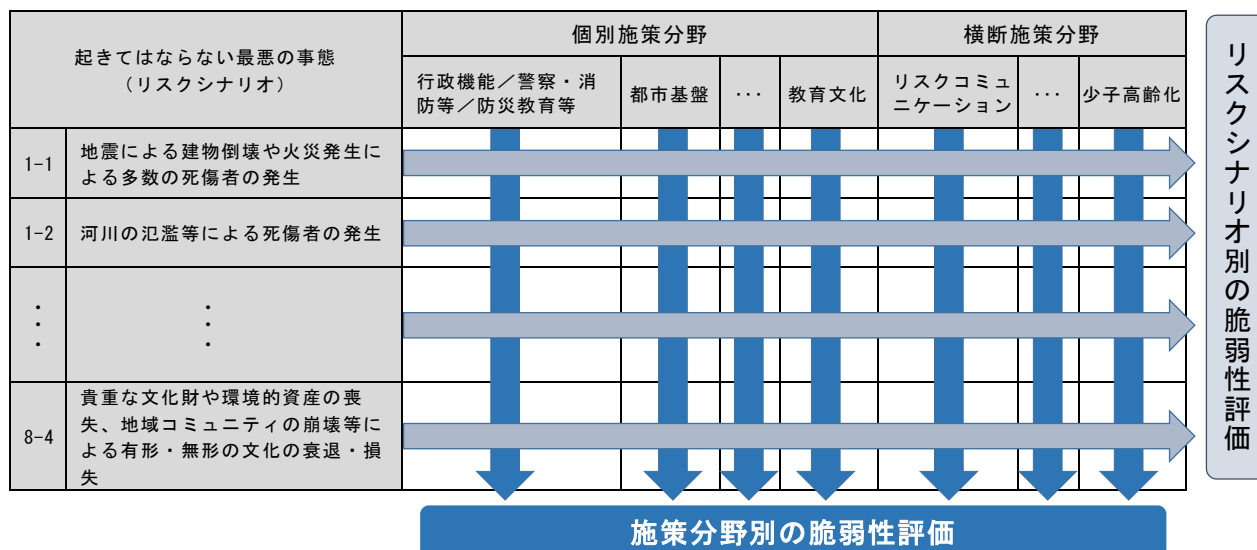 起きてはならない最悪の事態
（リスクシナリオ）
個別施策分野
横断施策分野
行政機能／警察・消
防等／防災教育等
都市基盤
･･･
教育文化
リスクコミュ
ニケーション
･･･
少子高齢化
1-1
地震による建物倒壊や火災発生に
よる多数の死傷者の発生
1-2
河川の氾濫等による死傷者の発生
・
・
・
・
・
・
8-4
貴重な文化財や環境的資産の喪
失、地域コミュニティの崩壊等に
よる有形・無形の文化の衰退・損
失
リスクシナリオ別の脆弱性評価
施策分野別の脆弱性評価